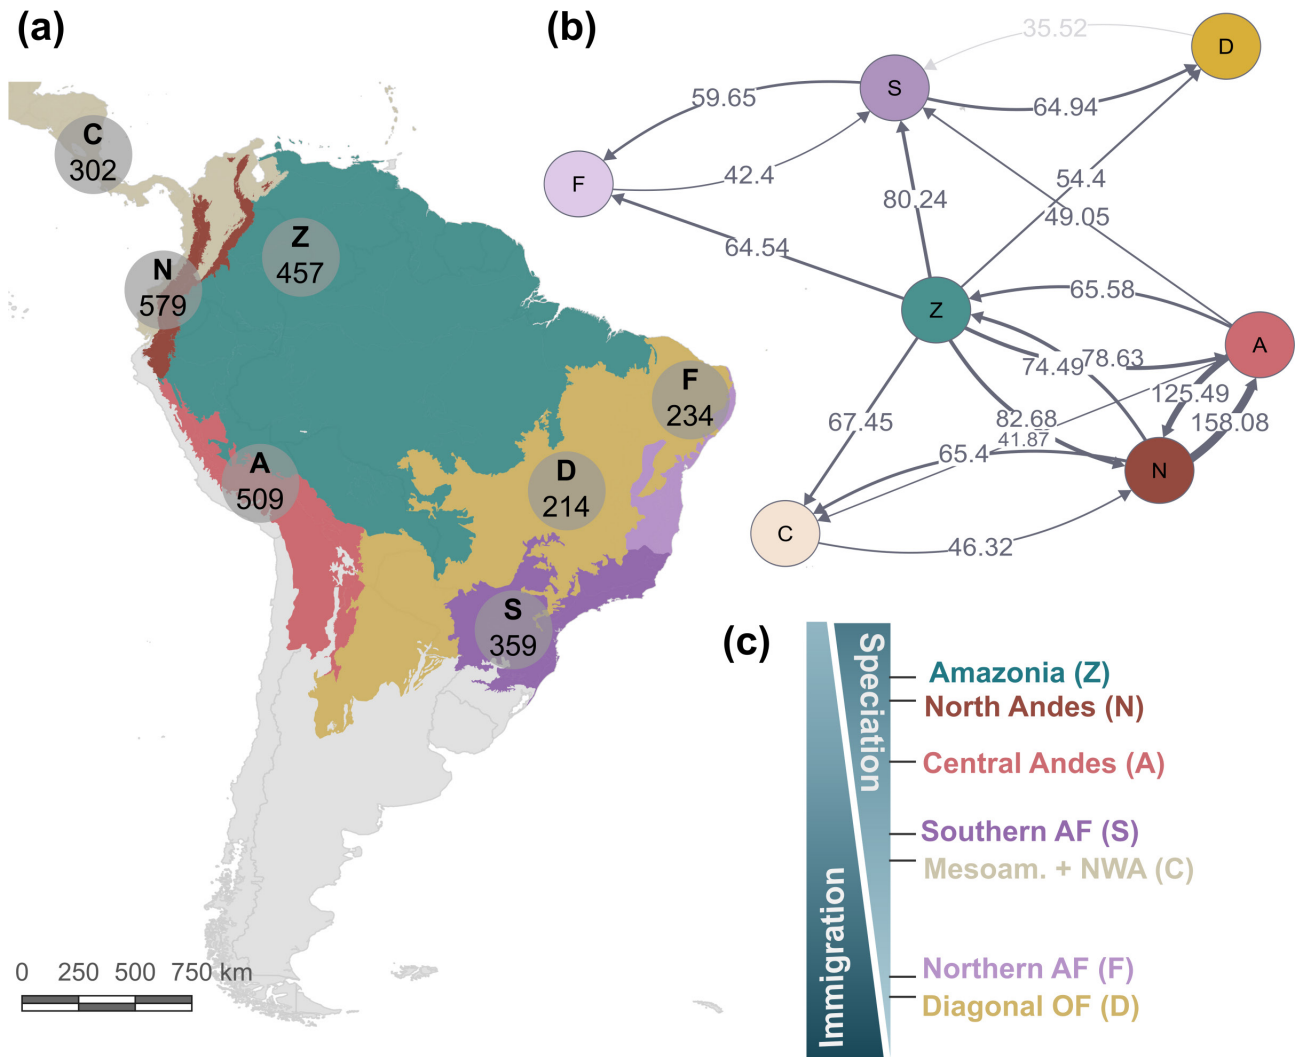 (a)
C
302
Z
457
N
579
F
234
A
509
D
214
S
359
0 250 500 750 km
(b)
35.52
D
S
59.65
64.94
F
42.4
54.4
80.24
49.05
64.54
Z
65.58
A
74.49
78.63
125.49
67.45
82.68
158.08
41.87
65.4
N
C
46.32
(c)
Speciation
Immigration
Amazonia (Z)
North Andes (N)
Central Andes (A)
Southern AF (S)
Mesoam. + NWA (C)
Northern AF (F)
Diagonal OF (D)